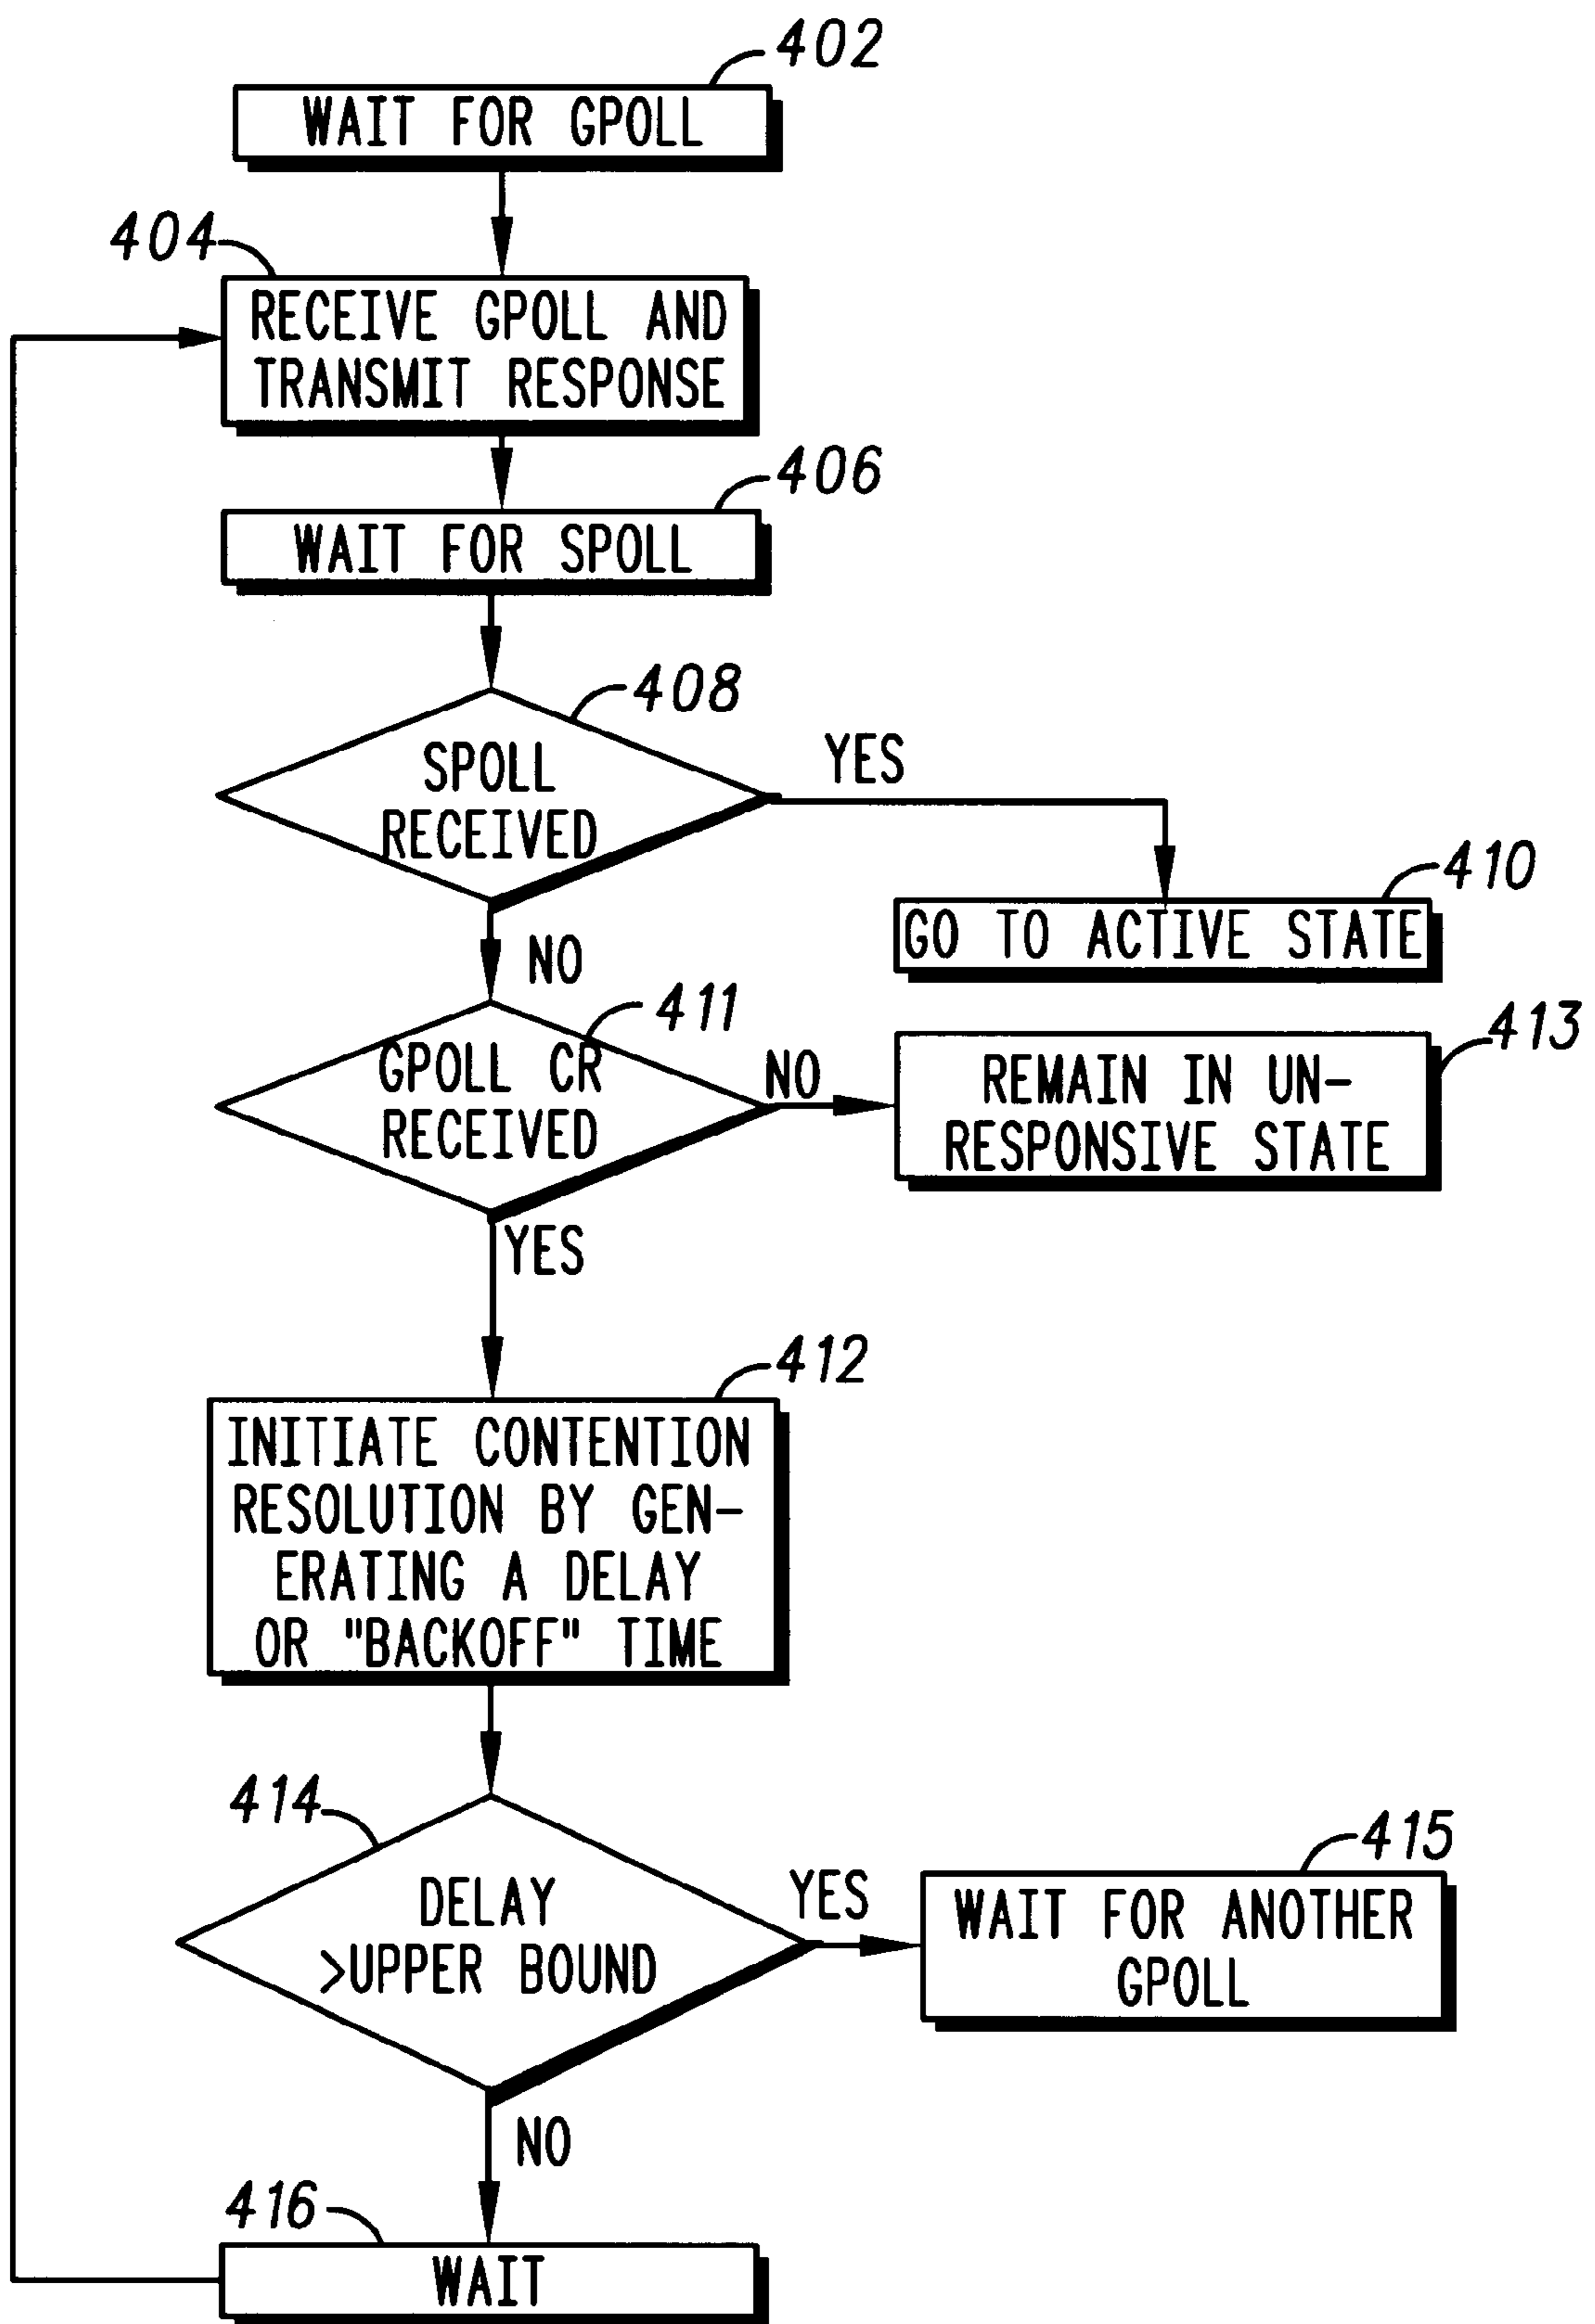 402
WAIT FOR GPOLL
404
RECEIVE GPOLL AND
TRANSMIT RESPONSE
406
WAIT FOR SPOLL
408
SPOLL
RECEIVED
YES
410
GO TO ACTIVE STATE
NO
411
GPOLL CR
RECEIVED
NO
413
REMAIN IN UN-
RESPONSIVE STATE
YES
412
INITIATE CONTENTION
RESOLUTION BY GEN-
ERATING A DELAY
OR "BACKOFF" TIME
414
DELAY
>UPPER BOUND
YES
415
WAIT FOR ANOTHER
GPOLL
NO
416
WAIT